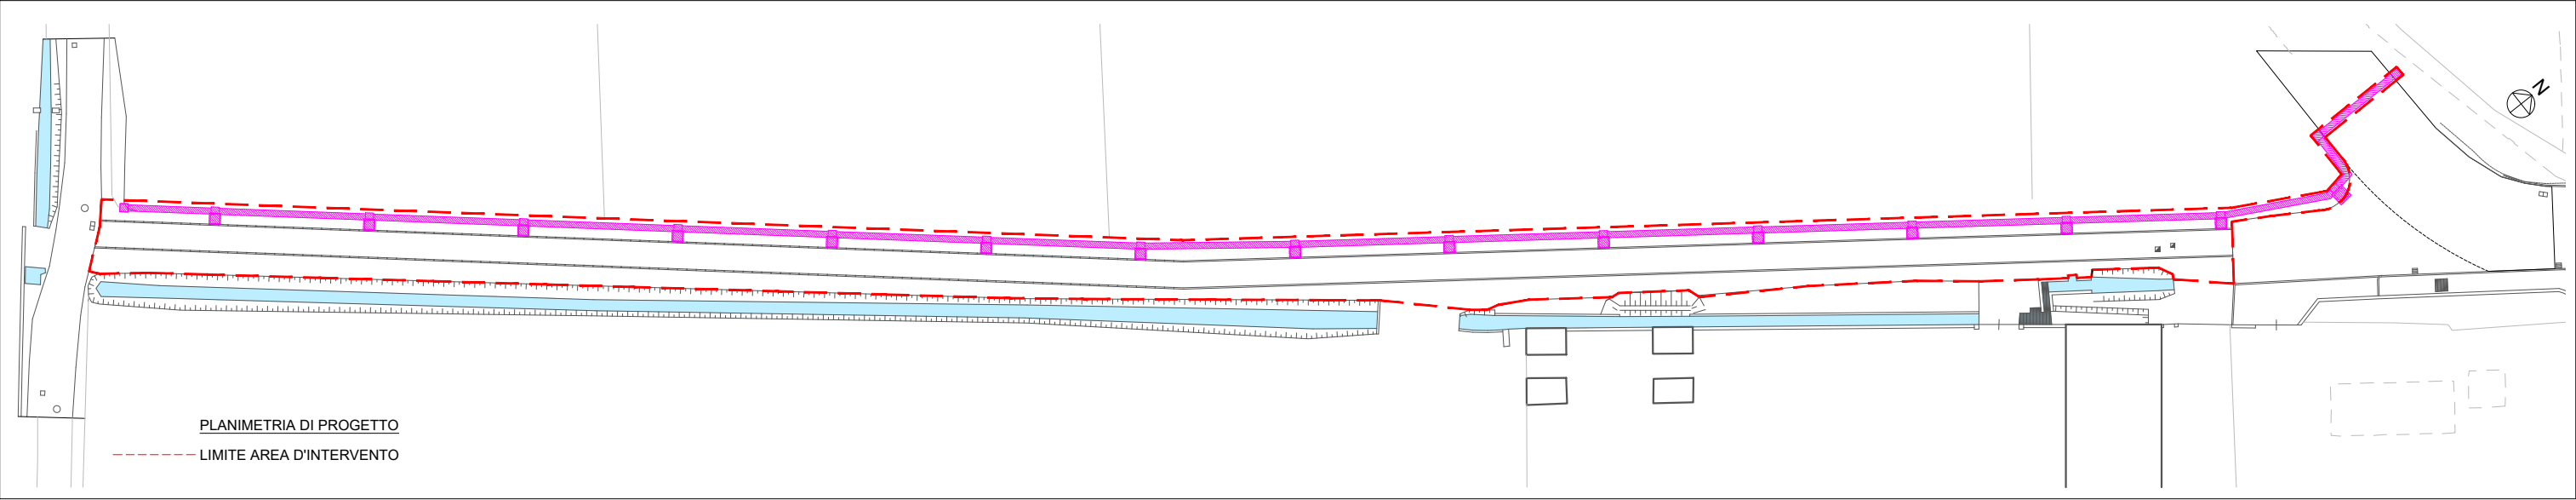 N
PLANIMETRIA DI PROGETTO
LIMITE AREA D'INTERVENTO